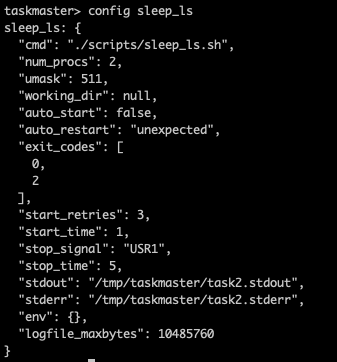 taskmaster> config sleep_ls
sleep_ls: {
  "cmd": "./scripts/sleep_ls.sh",
  "num_procs": 2,
  "umask": 511,
  "working_dir": null,
  "auto_start": false,
  "auto_restart": "unexpected",
  "exit_codes": [
    0,
    2
  ],
  "start_retries": 3,
  "start_time": 1,
  "stop_signal": "USR1",
  "stop_time": 5,
  "stdout": "/tmp/taskmaster/task2.stdout",
  "stderr": "/tmp/taskmaster/task2.stderr",
  "env": {},
  "logfile_maxbytes": 10485760
}